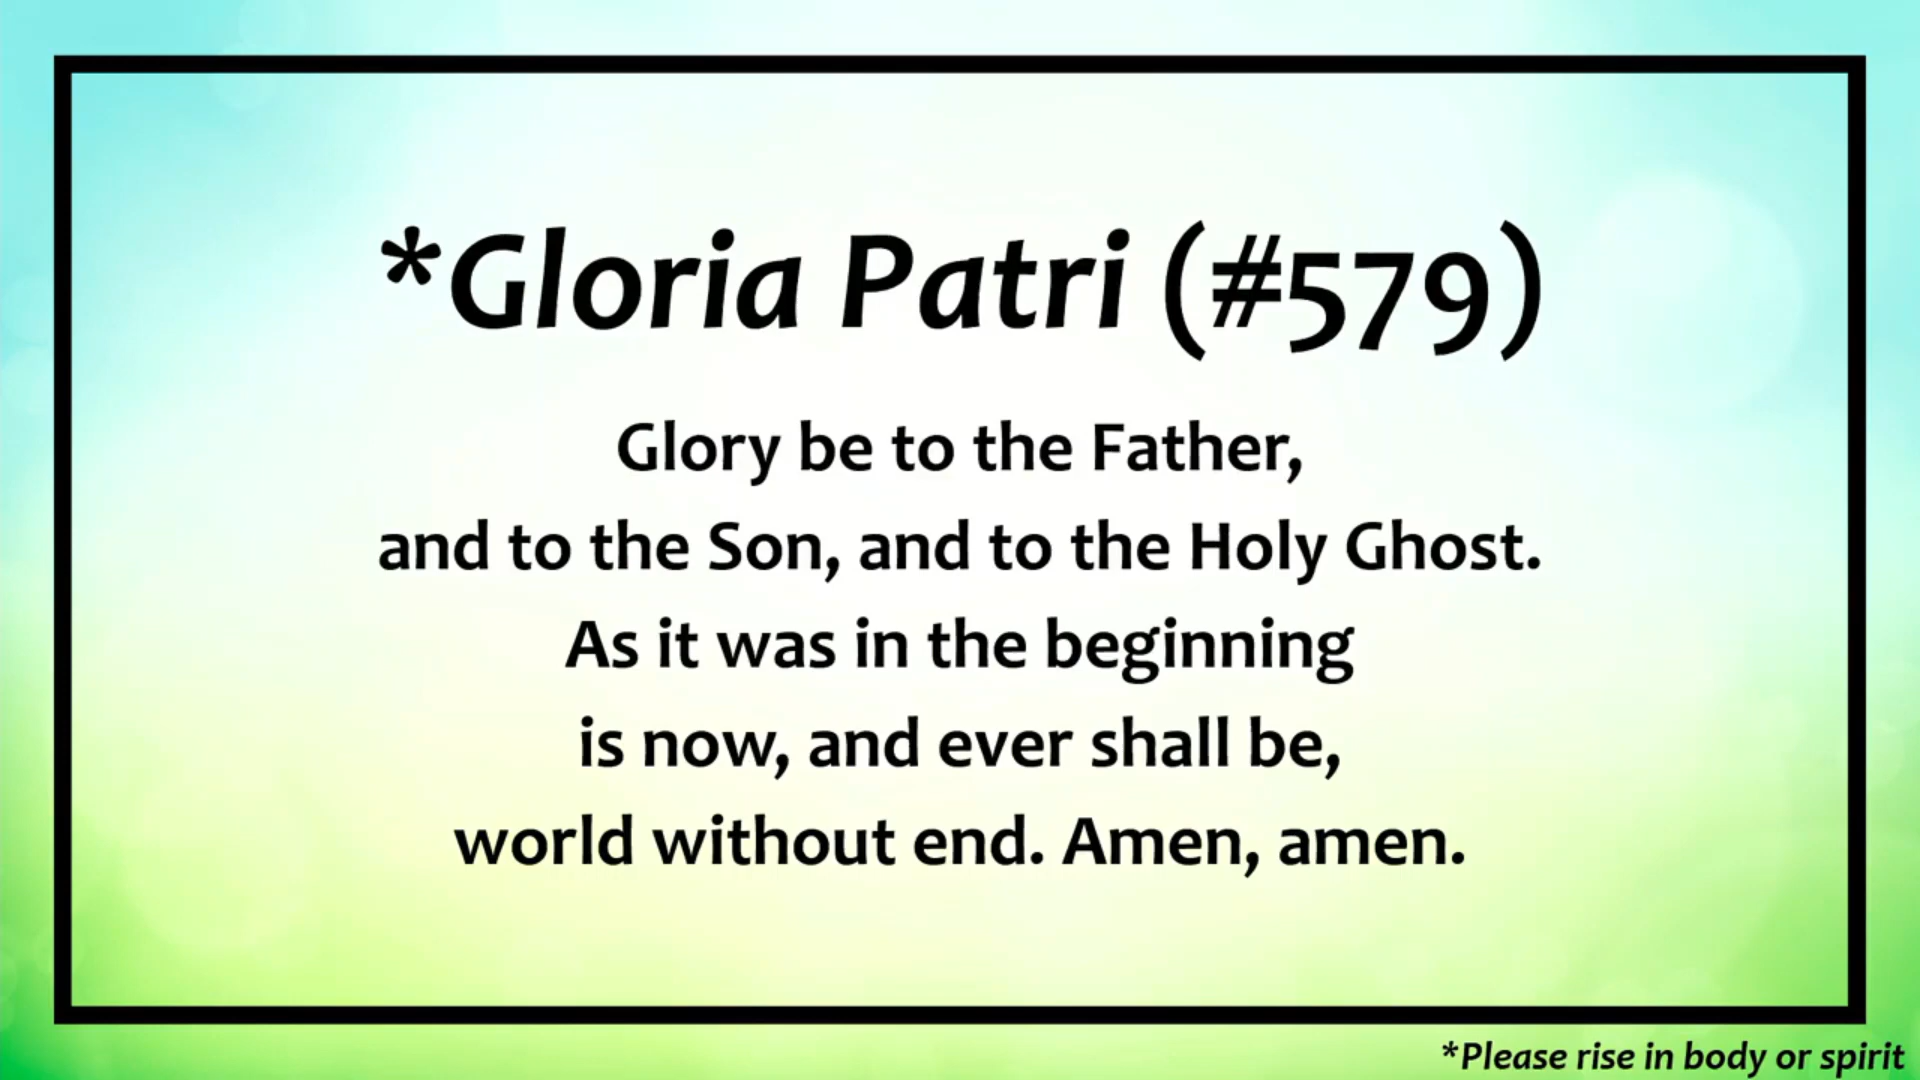 *Gloria Patri (#579)
Glory be to the Father,
and to the Son, and to the Holy Ghost.
As it was in the beginning
is now, and ever shall be,
world without end. Amen, amen.
*Please rise in body or spirit